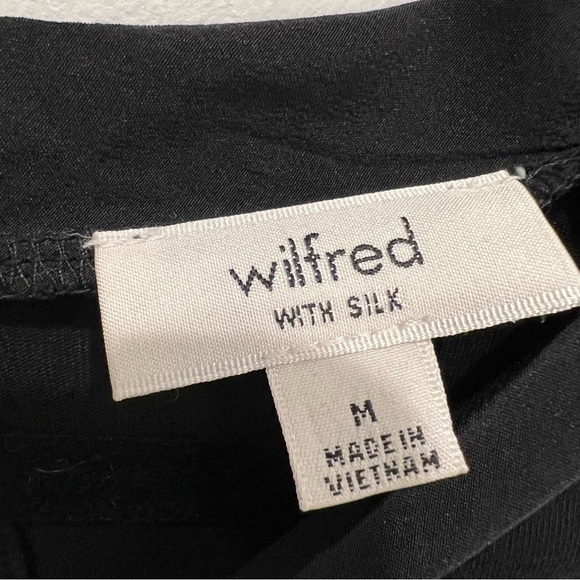 wilfred
WITH SILK
M
MADE IN
VIETNAM